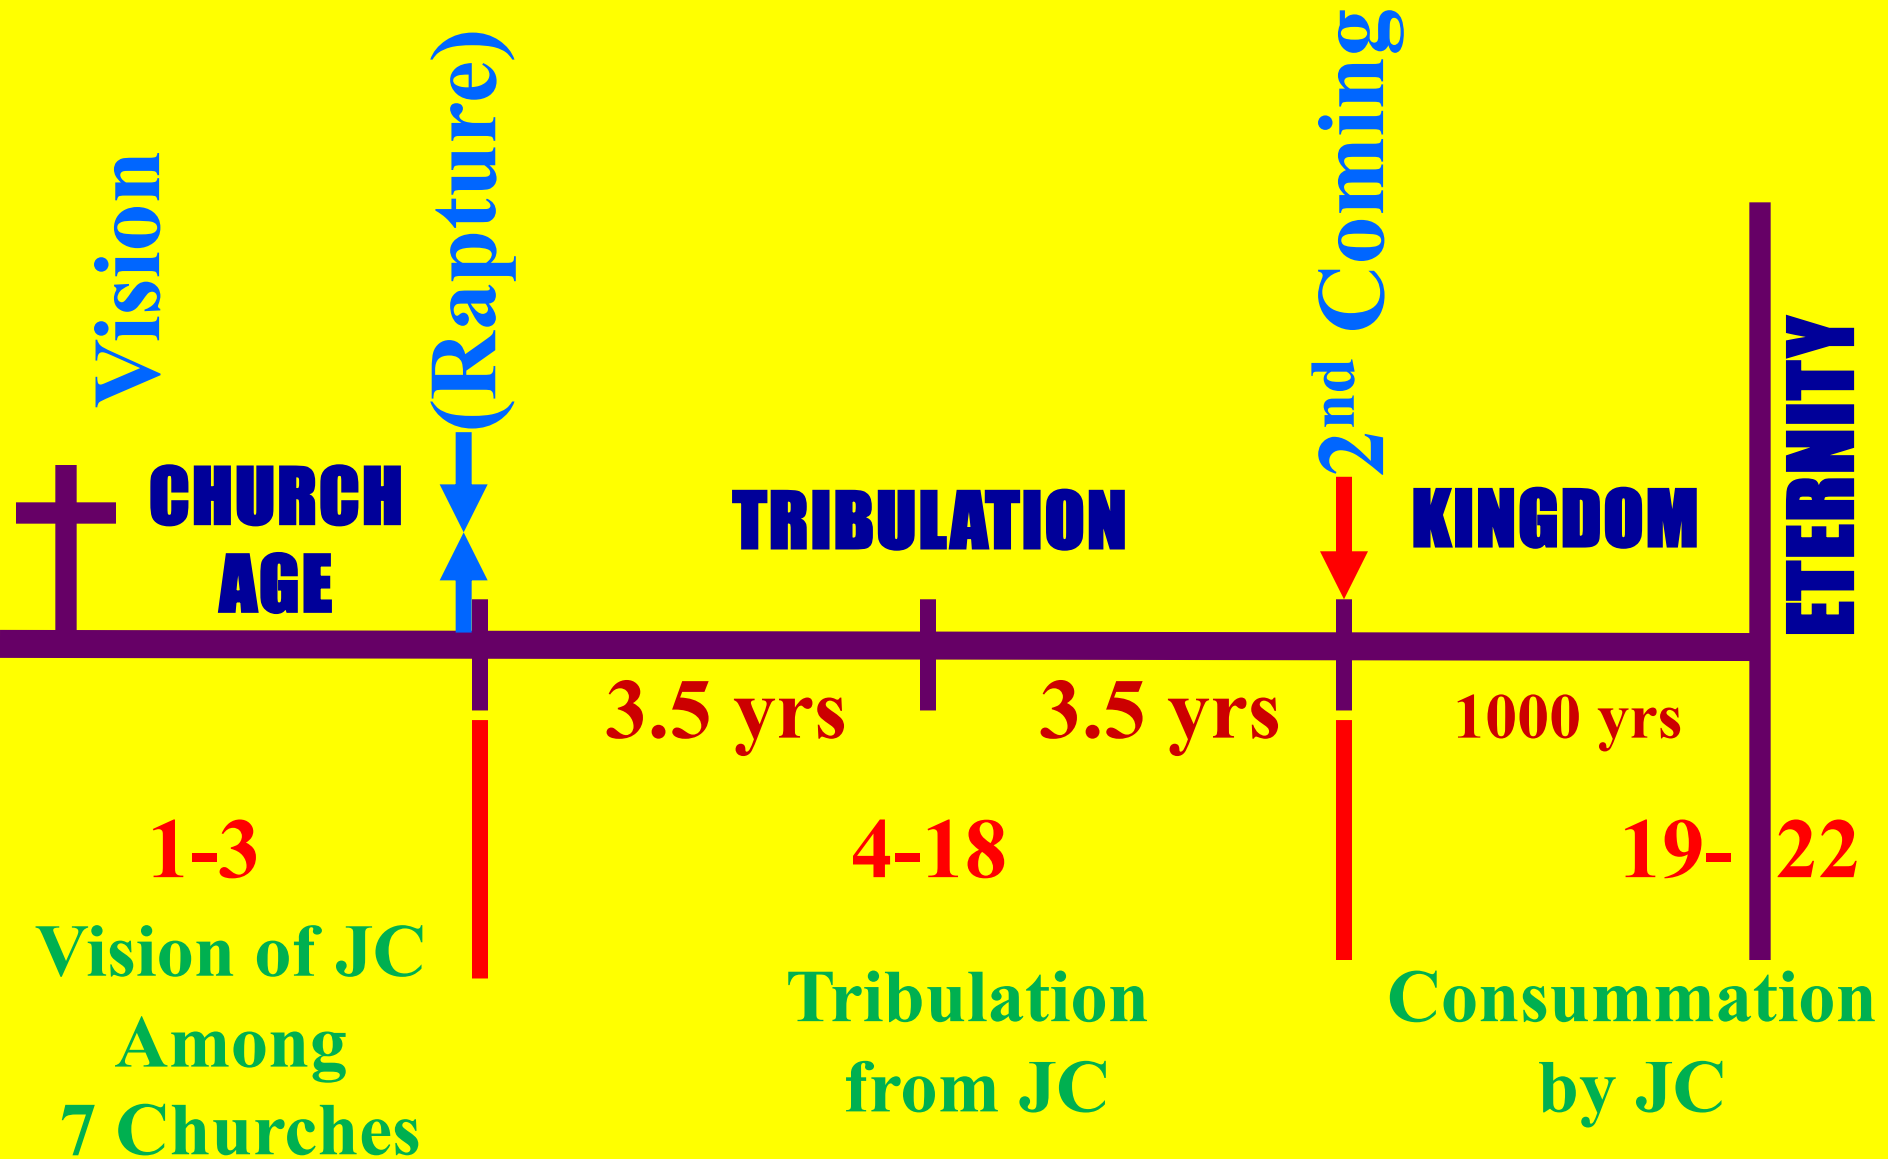 Vision
(Rapture)
2nd Coming
CHURCH
AGE
TRIBULATION
KINGDOM
ETERNITY
3.5 yrs
3.5 yrs
1000 yrs
1-3
4-18
19-
22
Vision of JC
Among
7 Churches
Tribulation
from JC
Consummation
by JC